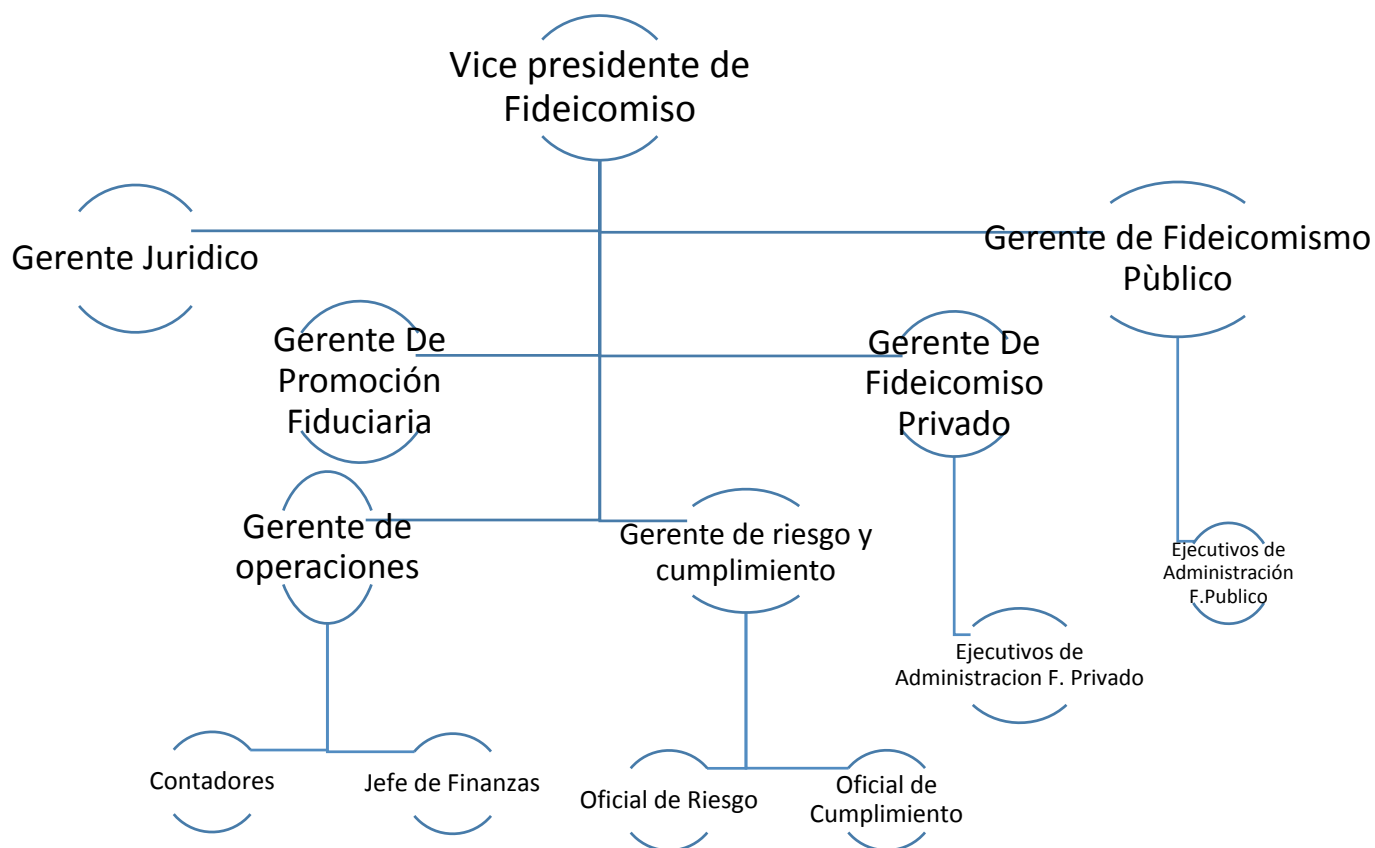 Vice presidente de
Fideicomiso
Gerente Juridico
Gerente de Fideicomismo
Pùblico
Gerente De
Promoción
Fiduciaria
Gerente De
Fideicomiso
Privado
Gerente de
operaciones
Gerente de riesgo y
cumplimiento
Ejecutivos de
Administración
F.Publico
Ejecutivos de
Administracion F. Privado
Contadores
Jefe de Finanzas
Oficial de Riesgo
Oficial de
Cumplimiento